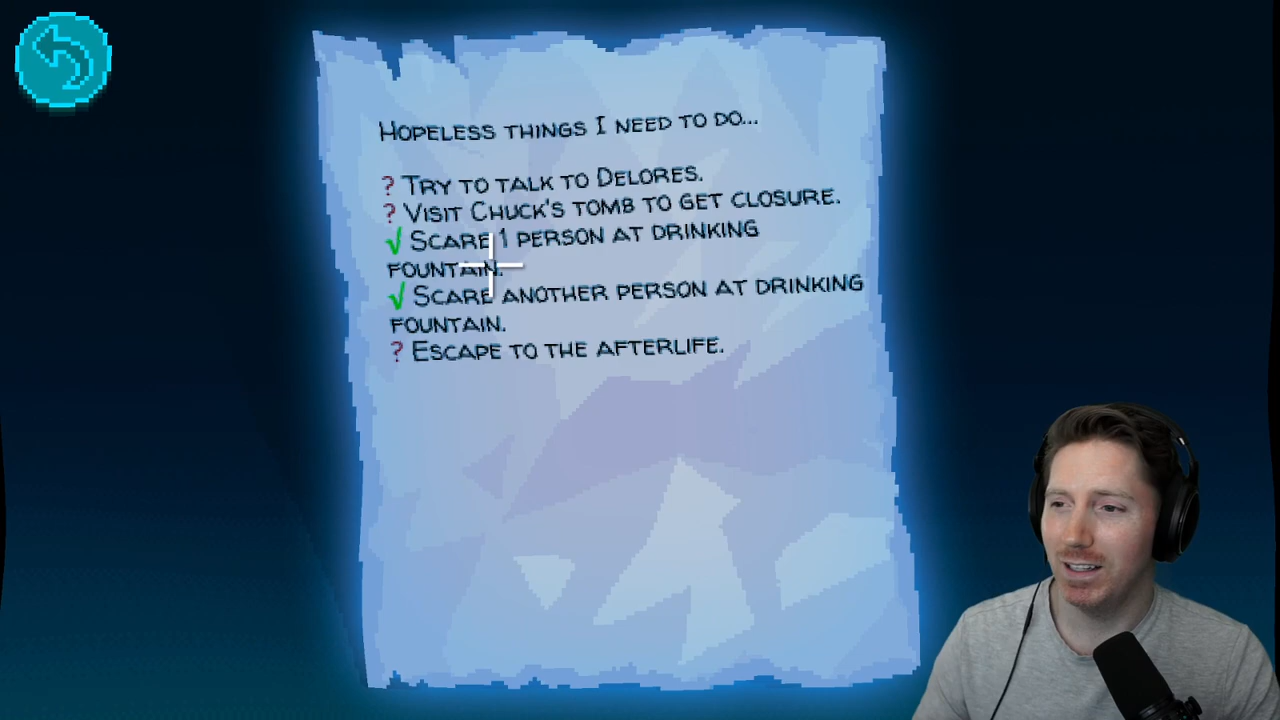 Hopeless things I need to do...
? Try to talk to Delores.
? Visit Chuck's tomb to get closure.
√ Scare 1 person at drinking
fountain.
√ Scare another person at drinking
fountain.
? Escape to the afterlife.